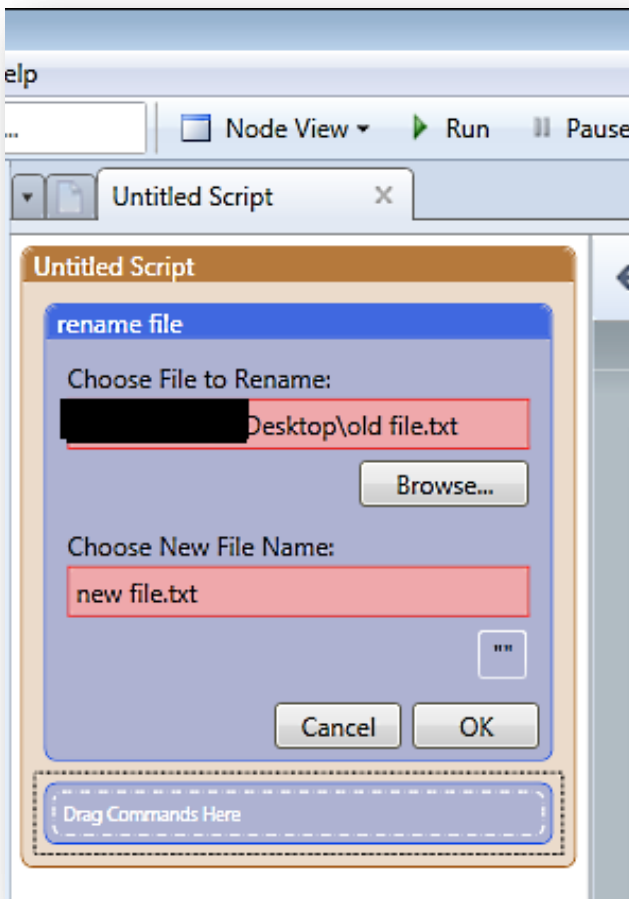 elp
...
Node View
Run
Pause
Untitled Script
Untitled Script
rename file
Choose File to Rename:
Desktop\old file.txt
Browse...
Choose New File Name:
new file.txt
""
Cancel
OK
Drag Commands Here